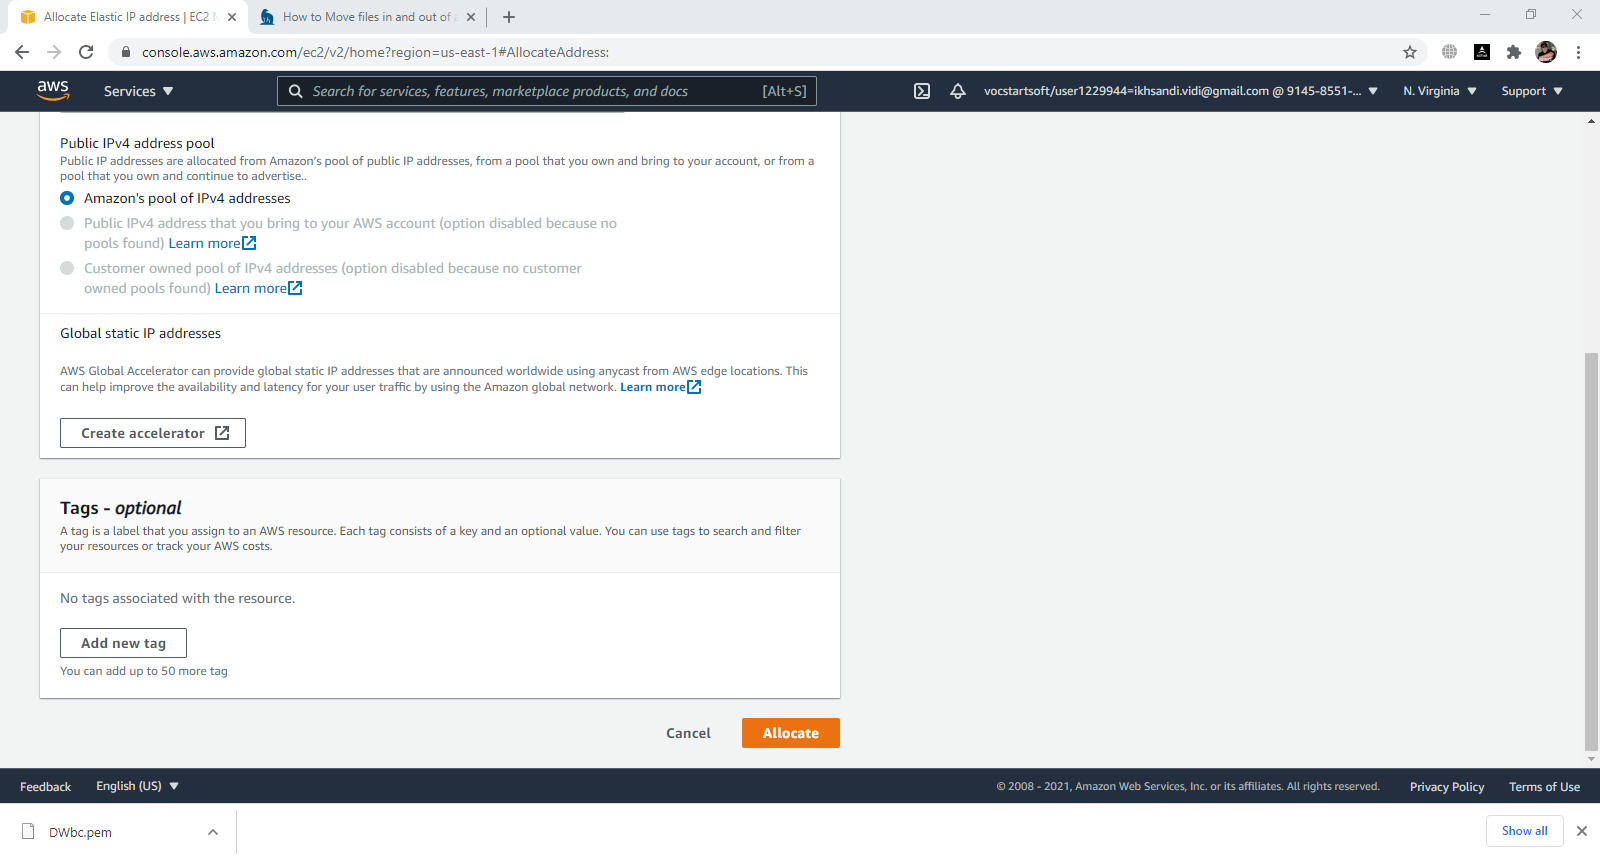 Allocate Elastic IP address | EC2 M
How to Move files in and out of a
console.aws.amazon.com/ec2/v2/home?region=us-east-1#AllocateAddress:
aws
Services
Search for services, features, marketplace products, and docs
[Alt+S]
vocstartsoft/user1229944=ikhsandi.vidi@gmail.com @ 9145-8551-...
N. Virginia
Support
Public IPv4 address pool
Public IP addresses are allocated from Amazon's pool of public IP addresses, from a pool that you own and bring to your account, or from a
pool that you own and continue to advertise..
Amazon's pool of IPv4 addresses
Public IPv4 address that you bring to your AWS account (option disabled because no
pools found) Learn more
Customer owned pool of IPv4 addresses (option disabled because no customer
owned pools found) Learn more
Global static IP addresses
AWS Global Accelerator can provide global static IP addresses that are announced worldwide using anycast from AWS edge locations. This
can help improve the availability and latency for your user traffic by using the Amazon global network. Learn more
Create accelerator
Tags - optional
A tag is a label that you assign to an AWS resource. Each tag consists of a key and an optional value. You can use tags to search and filter
your resources or track your AWS costs.
No tags associated with the resource.
Add new tag
You can add up to 50 more tag
Cancel
Allocate
Feedback
English (US)
© 2008 - 2021, Amazon Web Services, Inc. or its affiliates. All rights reserved.
Privacy Policy
Terms of Use
DWbc.pem
Show all